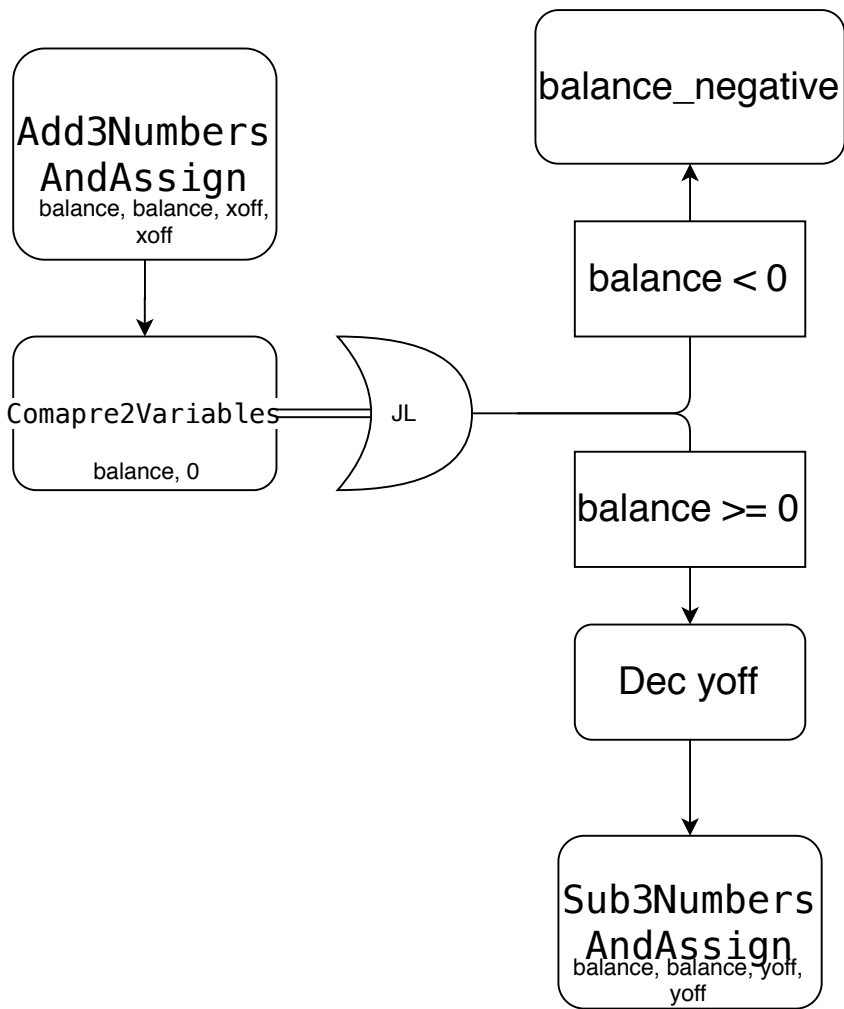 Add3Numbers
AndAssign
balance, balance, xoff,
xoff
Comapre2Variables
balance, 0
JL
balance_negative
balance < 0
balance >= 0
Dec yoff
Sub3Numbers
AndAssign
balance, balance, yoff,
yoff